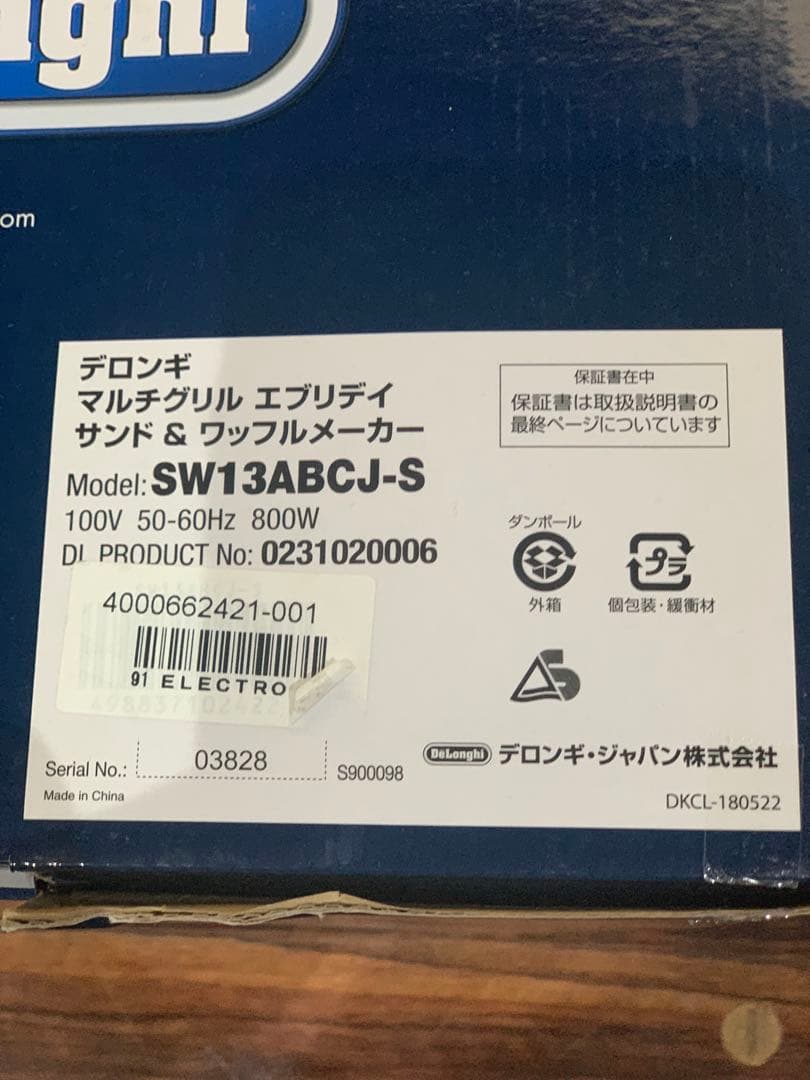 デロンギ
マルチグリル エブリデイ
サンド & ワッフルメーカー
Model: SW13ABCJ-S
100V 50-60Hz 800W
DL PRODUCT No: 0231020006
4000662421-001
91 ELECTRO
Serial No.: 03828 S900098
Made in China
保証書在中
保証書は取扱説明書の
最終ページについています
ダンボール
外箱
プラ
個包装・緩衝材
S
DeLonghi デロンギ・ジャパン株式会社
DKCL-180522